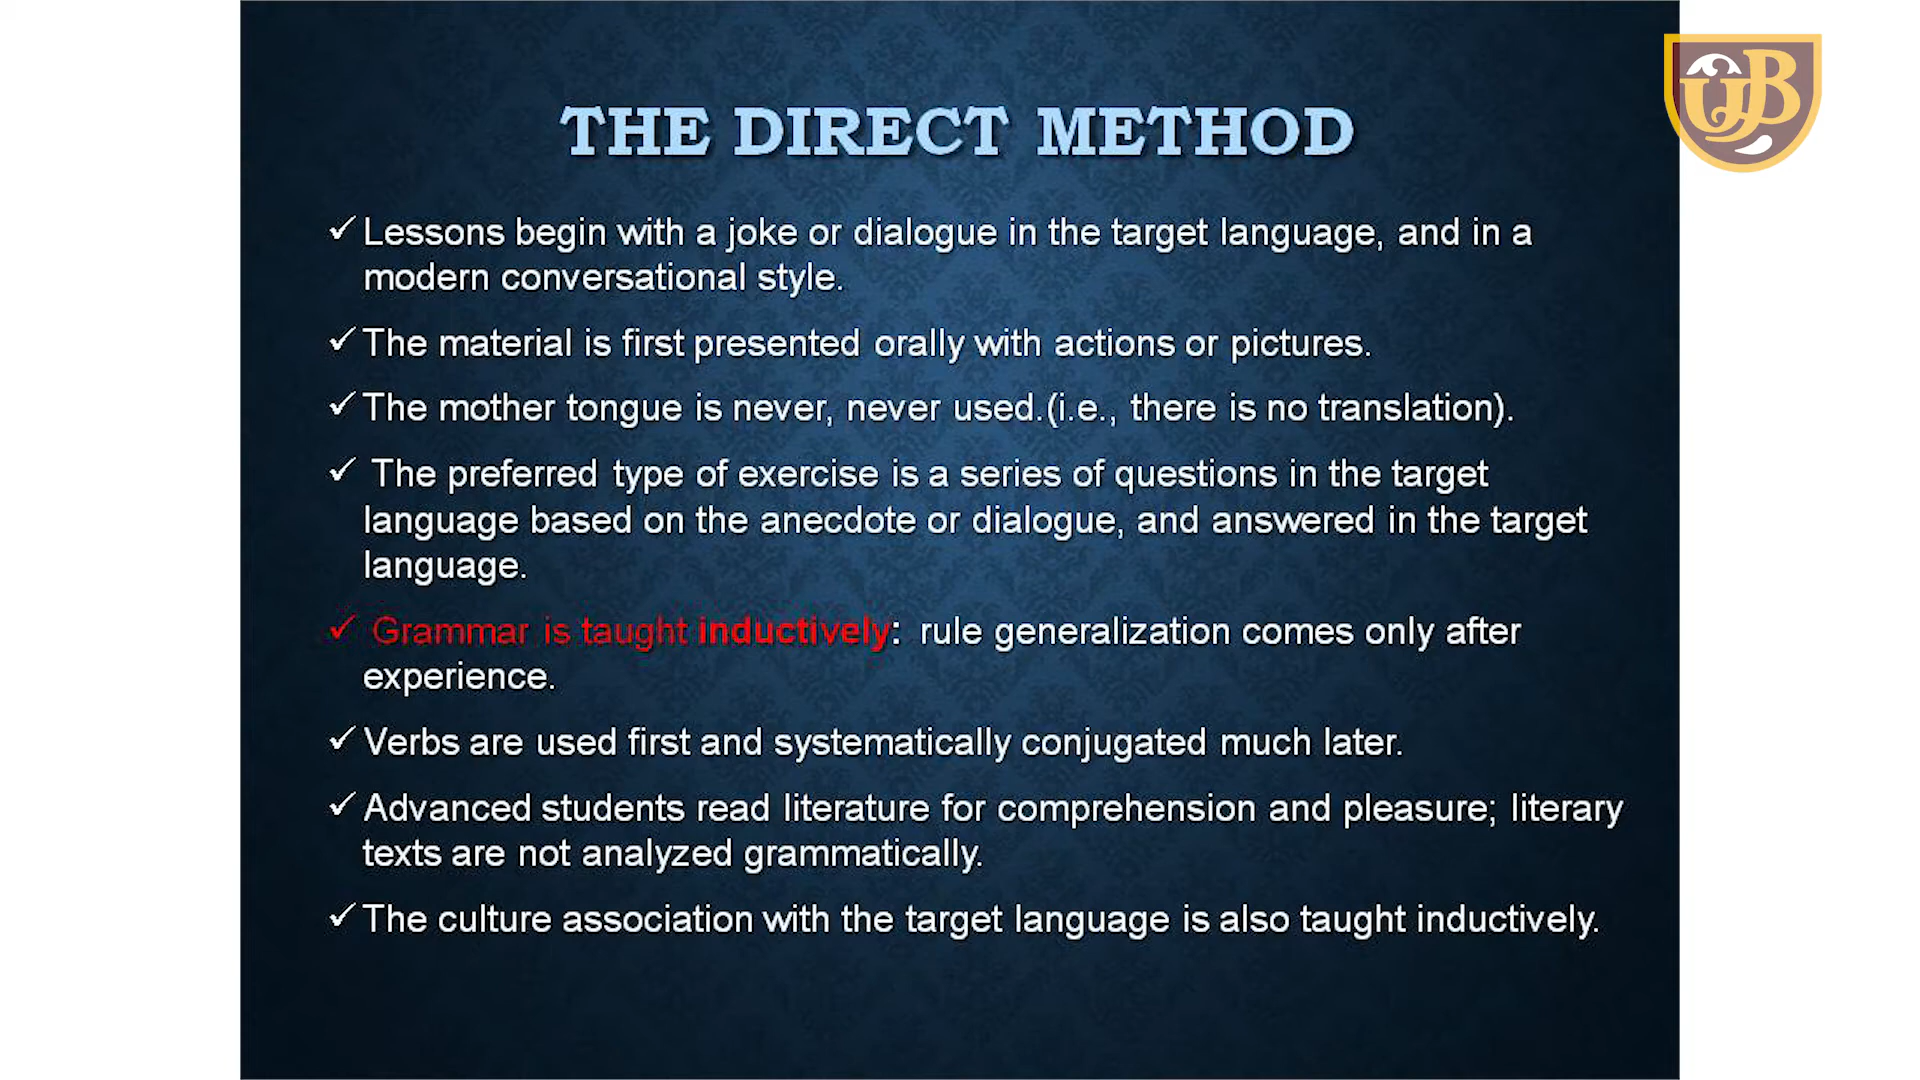 THE DIRECT METHOD
UB
✓ Lessons begin with a joke or dialogue in the target language, and in a
modern conversational style.
✓ The material is first presented orally with actions or pictures.
✓ The mother tongue is never, never used.(i.e., there is no translation).
✓ The preferred type of exercise is a series of questions in the target
language based on the anecdote or dialogue, and answered in the target
language.
✓ Grammar is taught inductively: rule generalization comes only after
experience.
✓ Verbs are used first and systematically conjugated much later.
✓ Advanced students read literature for comprehension and pleasure; literary
texts are not analyzed grammatically.
✓ The culture association with the target language is also taught inductively.